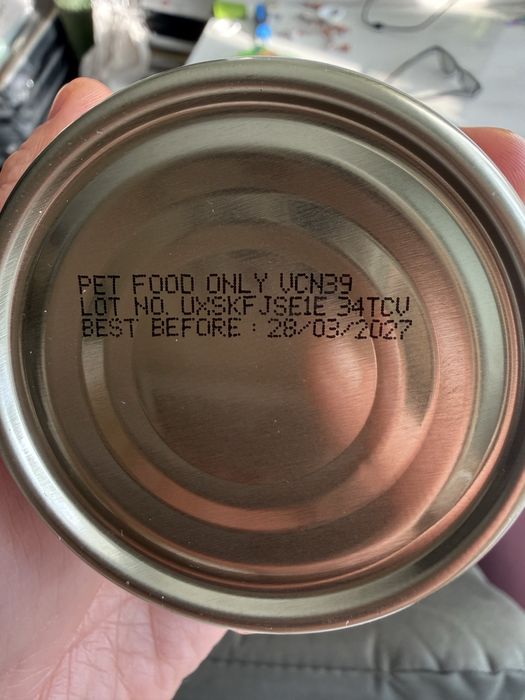 PET FOOD ONLY VCN39
LOT NO. UXSKFJSE1E 34TCV
BEST BEFORE : 28/03/2027